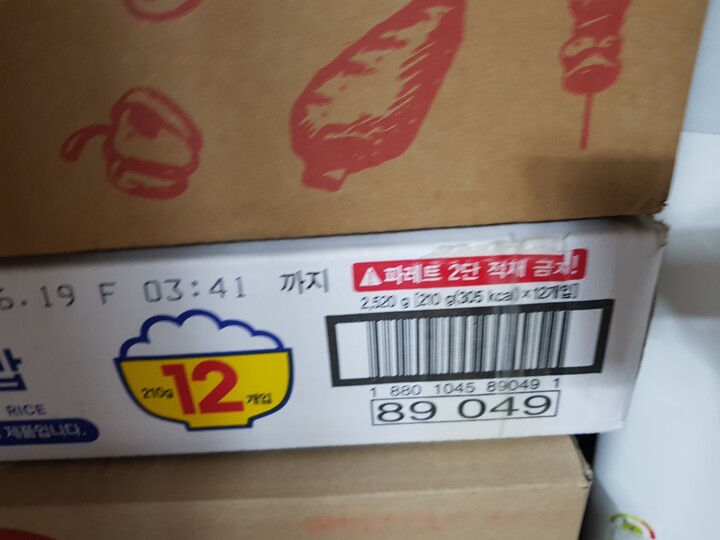 6.19 F 03:41 까지
파레트 2단 적재 금지!
2,520 g [210 g(305 kcal)×12개입]
1 880 1045 89049 1
89 049
210g 12 개입
밥
RICE
제품입니다.